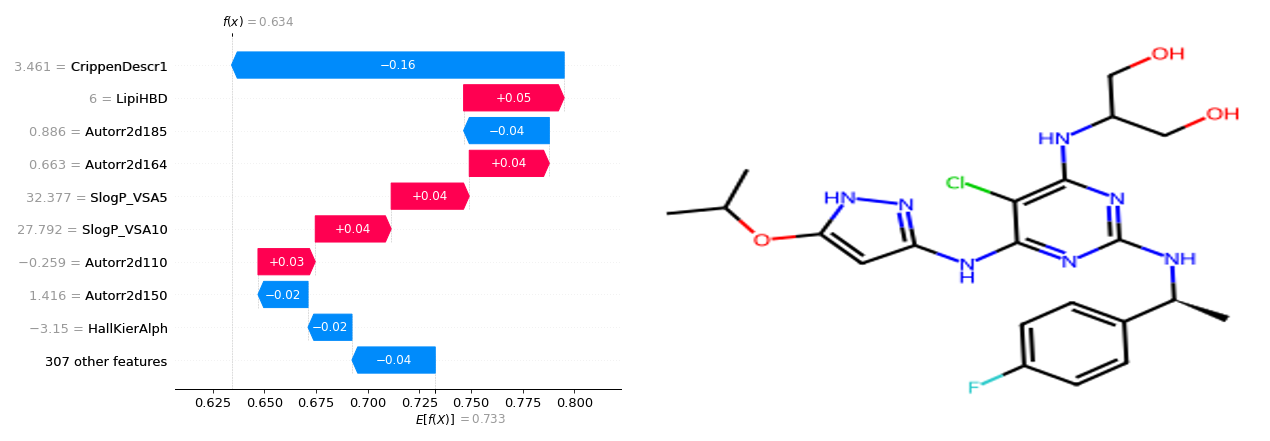 f(x) = 0.634
3.461 = CrippenDescr1
−0.16
6 = LipiHBD
+0.05
0.886 = Autorr2d185
−0.04
0.663 = Autorr2d164
+0.04
32.377 = SlogP_VSA5
+0.04
27.792 = SlogP_VSA10
+0.04
−0.259 = Autorr2d110
+0.03
1.416 = Autorr2d150
−0.02
−3.15 = HallKierAlph
−0.02
307 other features
−0.04
0.625 0.650 0.675 0.700 0.725 0.750 0.775 0.800
E[f(X)] = 0.733
OH
OH
HN
Cl
HN
N
N
O
N
H
N
NH
F